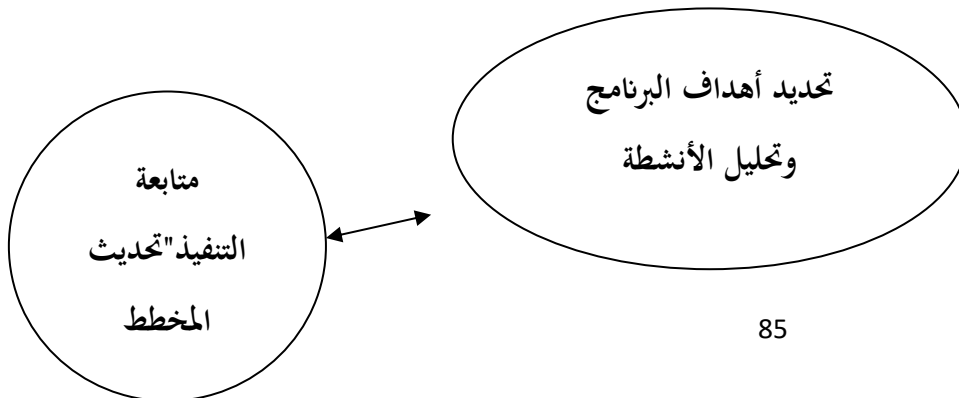 تحديد أهداف البرنامج
وتحليل الأنشطة
متابعة
التنفيذ"تحديث
المخطط
85